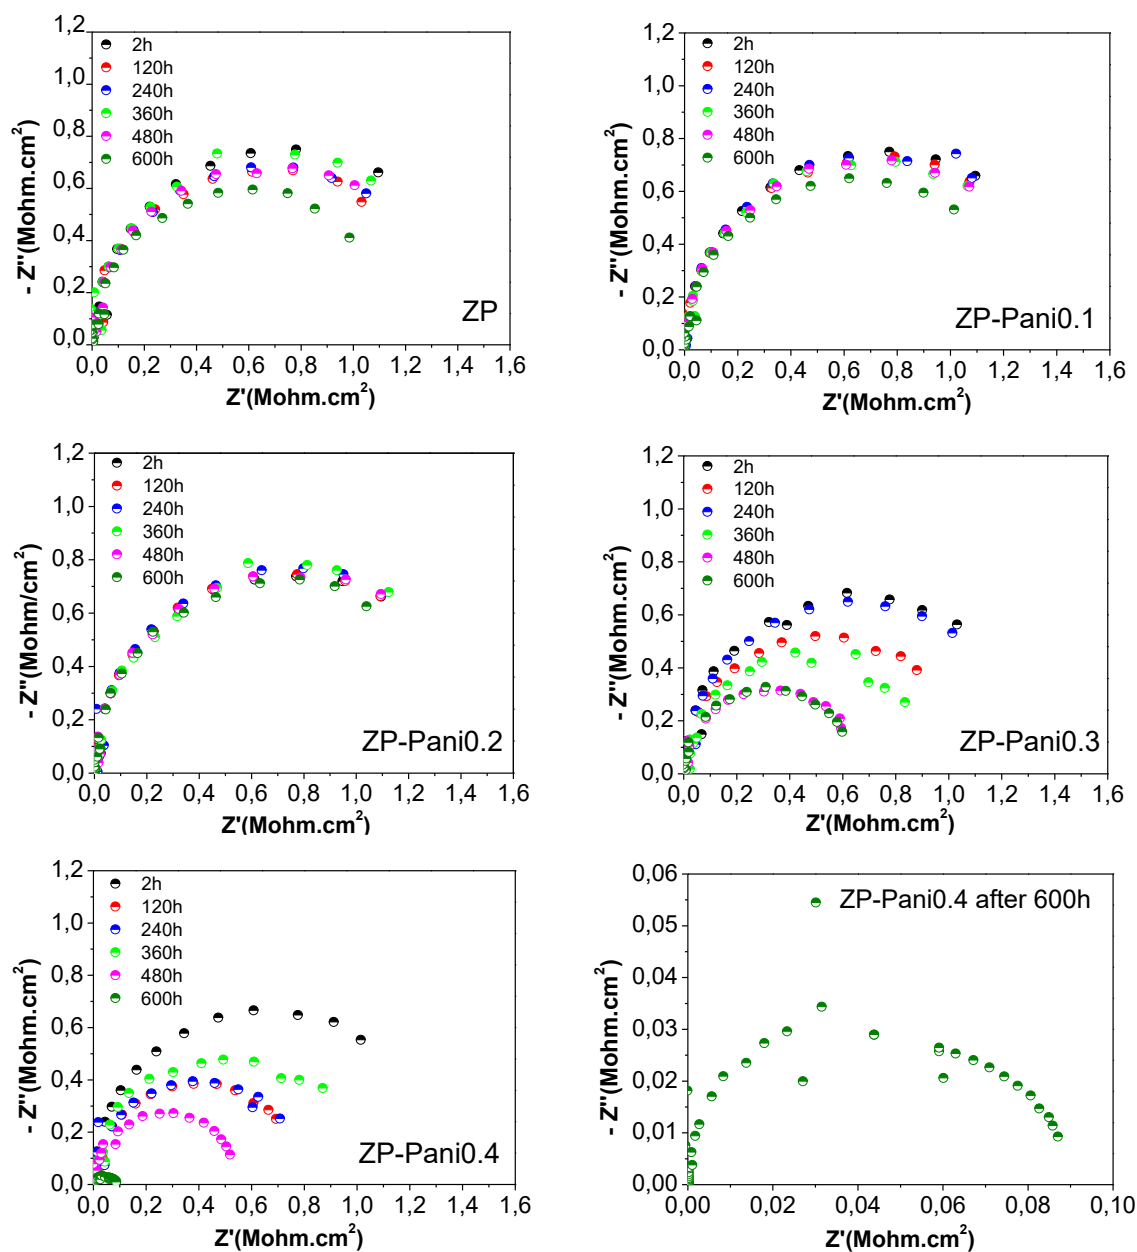 1,2
1,0
0,8
0,6
0,4
0,2
0,0
- Z''(Mohm.cm²)
2h
120h
240h
360h
480h
600h
ZP
0,0 0,2 0,4 0,6 0,8 1,0 1,2 1,4 1,6
Z'(Mohm.cm²)
1,2
1,0
0,8
0,6
0,4
0,2
0,0
- Z''(Mohm.cm²)
2h
120h
240h
360h
480h
600h
ZP-Pani0.1
0,0 0,2 0,4 0,6 0,8 1,0 1,2 1,4 1,6
Z'(Mohm.cm²)
1,2
1,0
0,8
0,6
0,4
0,2
0,0
- Z''(Mohm/cm²)
2h
120h
240h
360h
480h
600h
ZP-Pani0.2
0,0 0,2 0,4 0,6 0,8 1,0 1,2 1,4 1,6
Z'(Mohm.cm²)
1,2
1,0
0,8
0,6
0,4
0,2
0,0
- Z''(Mohm.cm²)
2h
120h
240h
360h
480h
600h
ZP-Pani0.3
0,0 0,2 0,4 0,6 0,8 1,0 1,2 1,4 1,6
Z'(Mohm.cm²)
1,2
1,0
0,8
0,6
0,4
0,2
0,0
- Z''(Mohm.cm²)
2h
120h
240h
360h
480h
600h
ZP-Pani0.4
0,0 0,2 0,4 0,6 0,8 1,0 1,2 1,4 1,6
Z'(Mohm.cm²)
0,06
0,05
0,04
0,03
0,02
0,01
0,00
- Z''(Mohm.cm²)
ZP-Pani0.4 after 600h
0,00 0,02 0,04 0,06 0,08 0,10
Z'(Mohm.cm²)